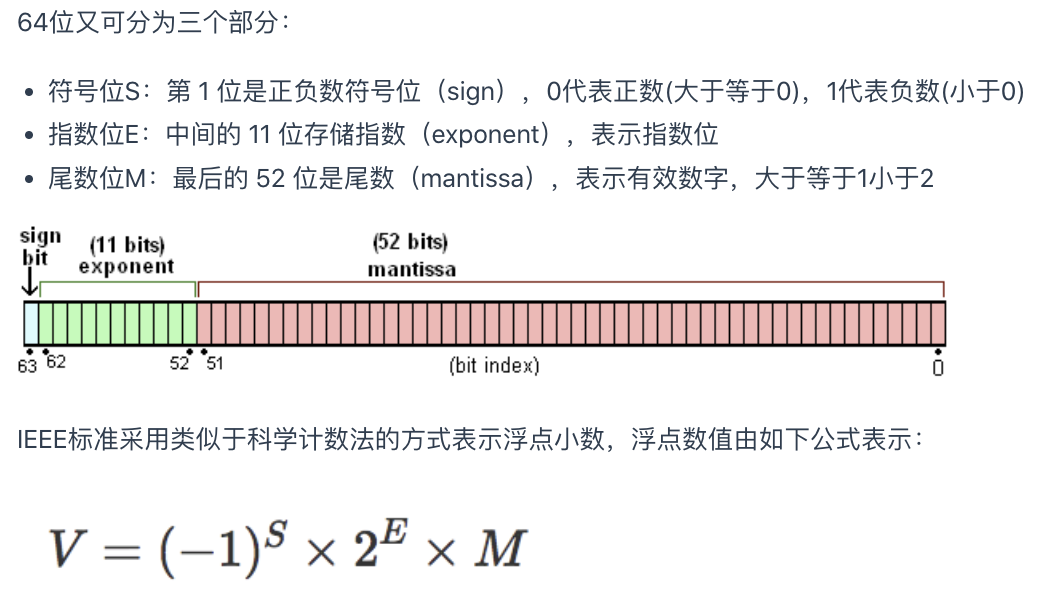 64位又可分为三个部分：
符号位S：第 1 位是正负数符号位（sign），0代表正数(大于等于0)，1代表负数(小于0)
指数位E：中间的 11 位存储指数（exponent），表示指数位
尾数位M：最后的 52 位是尾数（mantissa），表示有效数字，大于等于1小于2
sign
bit
(11 bits)
exponent
(52 bits)
mantissa
63 62 52 51 (bit index) 0
IEEE标准采用类似于科学计数法的方式表示浮点小数，浮点数值由如下公式表示：
V = (−1)^S × 2^E × M